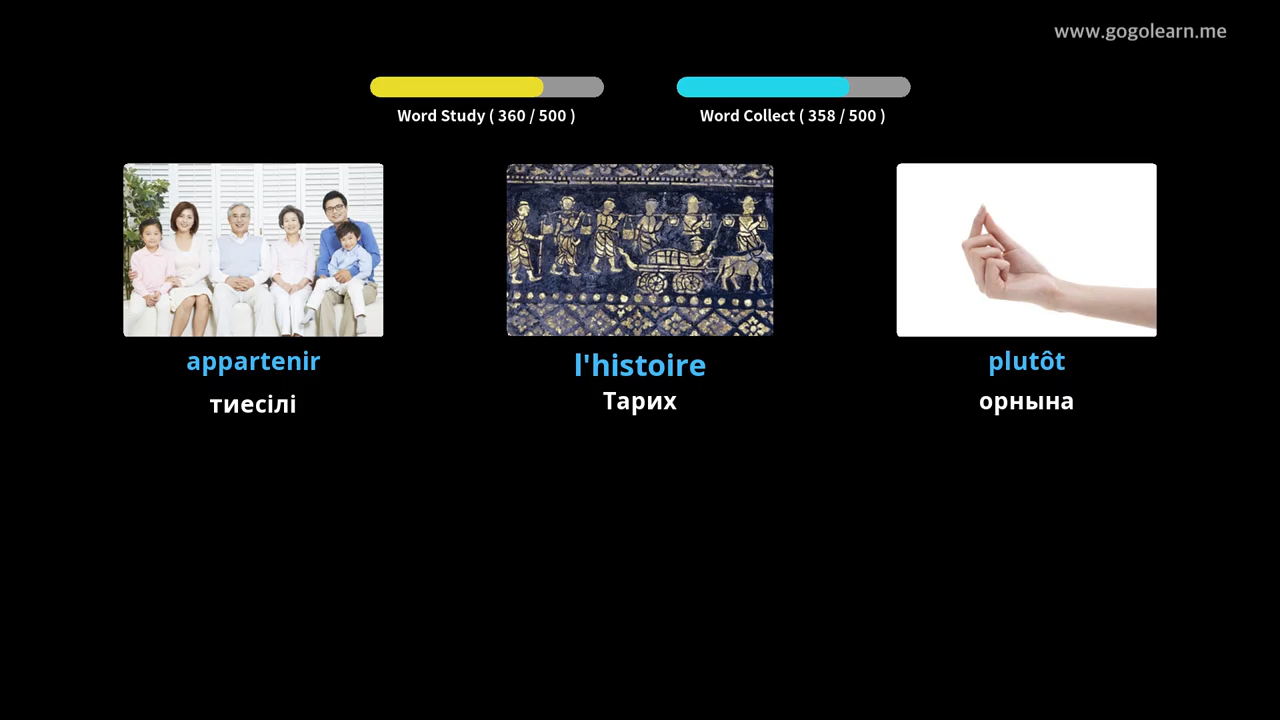 www.gogolearn.me
Word Study ( 360 / 500 )
Word Collect ( 358 / 500 )
appartenir
тиесілі
l'histoire
Тарих
plutôt
орнына